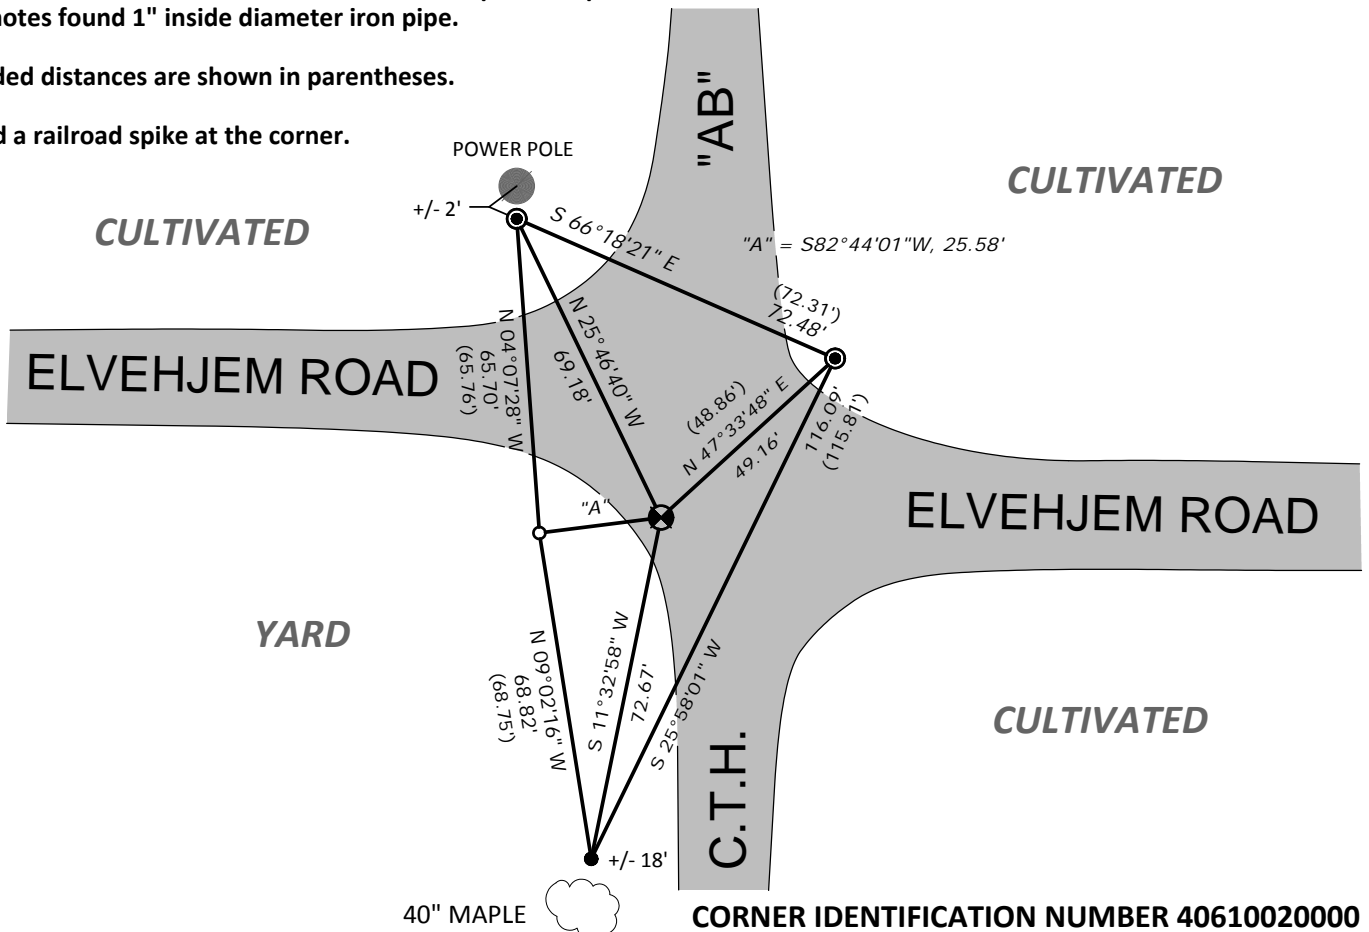 notes found 1" inside diameter iron pipe.
ded distances are shown in parentheses.
d a railroad spike at the corner.
POWER POLE
+/- 2'
"AB"
CULTIVATED
CULTIVATED
S 66°18'21" E
"A" = S82°44'01"W, 25.58'
(72.31')
72.48'
N 25°46'40" W
69.18'
N 04°07'28" W
65.70'
(65.76')
ELVEHJEM ROAD
(48.86')
N 47°33'48" E
49.16'
116.09'
(115.81')
"A"
ELVEHJEM ROAD
YARD
N 09°02'16" W
68.82'
(68.75')
S 11°32'58" W
72.67'
S 25°58'01" W
CULTIVATED
C.T.H.
+/- 18'
40" MAPLE
CORNER IDENTIFICATION NUMBER 40610020000